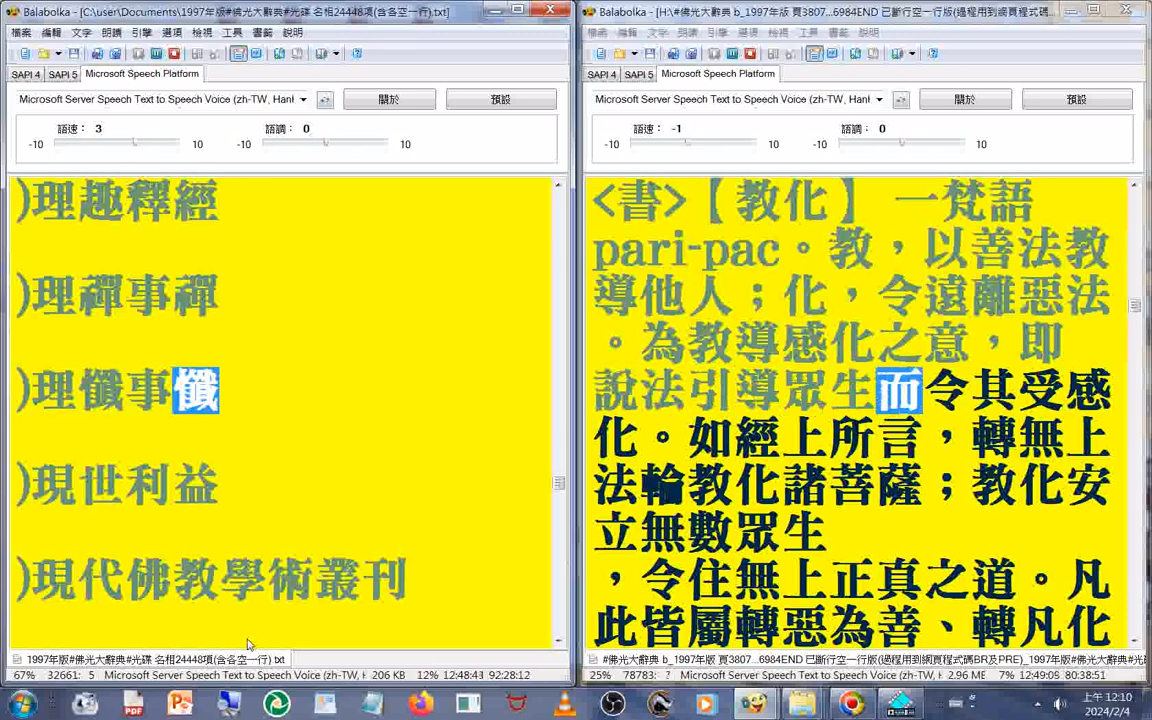 Balabolka - [C:\user\Documents\1997年版#佛光大辭典#光碟 名相24448項(含各空一行).txt]
檔案 編輯 文字 朗讀 引擎 選項 檢視 工具 書籤 說明
SAPI 4 SAPI 5 Microsoft Speech Platform
Microsoft Server Speech Text to Speech Voice (zh-TW, Hanl
關於 預設
語速： 3 語調： 0
-10 10 -10 10
)理趣釋經
)理禪事禪
)理懺事懺
)現世利益
)現代佛教學術叢刊
1997年版#佛光大辭典#光碟 名相24448項(含各空一行).txt
67% 32661: 5 Microsoft Server Speech Text to Speech Voice (zh-TW, H 206 KB 12% 12:48:43 92:28:12
Balabolka - [H:\#佛光大辭典 b_1997年版 頁3807...6984END 已斷行空一行版(過程用到網頁程式碼
檔案 編輯 文字 朗讀 引擎 選項 檢視 工具 書籤 說明
SAPI 4 SAPI 5 Microsoft Speech Platform
Microsoft Server Speech Text to Speech Voice (zh-TW, Hanl
關於 預設
語速： -1 語調： 0
-10 10 -10 10
<書>【教化】 一梵語
pari-pac。教，以善法教
導他人；化，令遠離惡法
。為教導感化之意，即
說法引導眾生而令其受感
化。如經上所言，轉無上
法輪教化諸菩薩；教化安
立無數眾生
，令住無上正真之道。凡
此皆屬轉惡為善、轉凡化
#佛光大辭典 b_1997年版 頁3807...6984END 已斷行空一行版(過程用到網頁程式碼BR及PRE)_1997年版#佛光大辭典#光
25% 78783: ? Microsoft Server Speech Text to Speech Voice (zh-TW, H 2.96 ME 7% 12:49:08 80:38:51
PDF
上午 12:10
2024/2/4